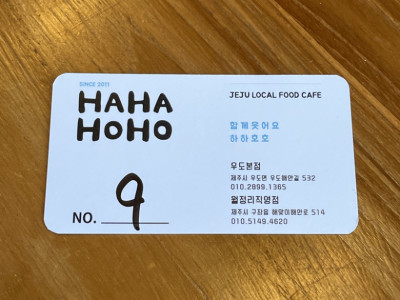 SINCE 2011
HAHA
HOHO
NO. 9
JEJU LOCAL FOOD CAFE
함께웃어요
하하호호
우도본점
제주시 우도면 우도해안길 532
010.2899.1365
월정리직영점
제주시 구좌읍 해맞이해안로 514
010.5149.4620